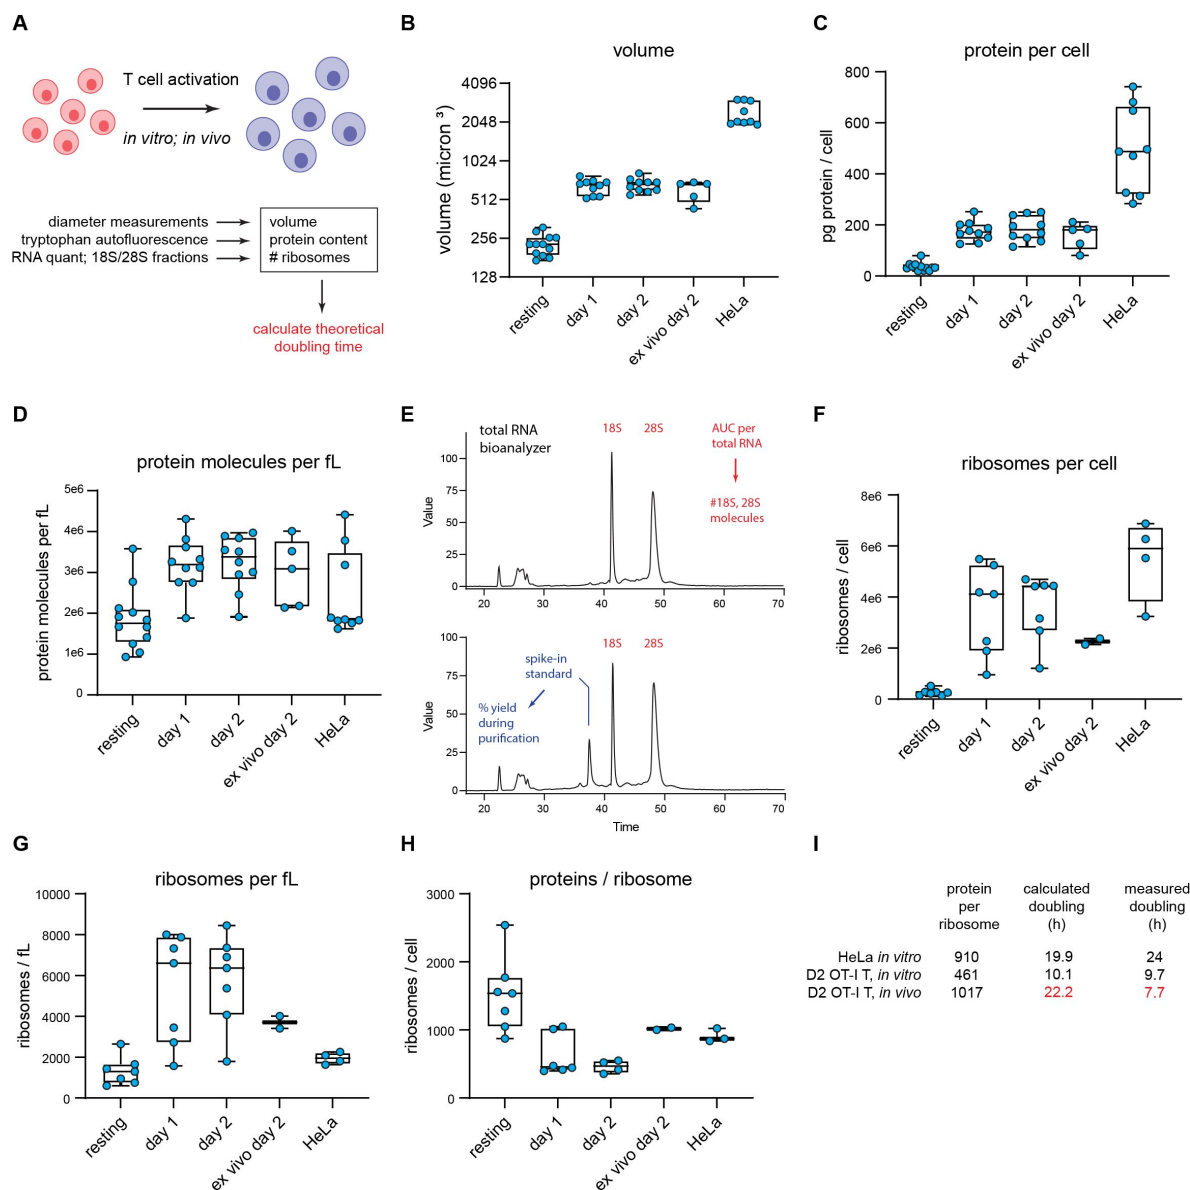 A
T cell activation
in vitro; in vivo
diameter measurements
tryptophan autofluorescence
RNA quant; 18S/28S fractions
volume
protein content
# ribosomes
calculate theoretical
doubling time
B
volume
volume (micron ³)
4096
2048
1024
512
256
128
resting
day 1
day 2
ex vivo day 2
HeLa
C
protein per cell
pg protein / cell
800
600
400
200
0
resting
day 1
day 2
ex vivo day 2
HeLa
D
protein molecules per fL
protein molecules per fL
5e6
4e6
3e6
2e6
1e6
0
resting
day 1
day 2
ex vivo day 2
HeLa
E
total RNA
bioanalyzer
18S
28S
AUC per
total RNA
#18S, 28S
molecules
Value
100
75
50
25
0
20
30
40
50
60
70
18S
28S
spike-in
standard
% yield
during
purification
Value
100
75
50
25
0
20
30
40
50
60
70
Time
F
ribosomes per cell
ribosomes / cell
8e6
6e6
4e6
2e6
0
resting
day 1
day 2
ex vivo day 2
HeLa
G
ribosomes per fL
ribosomes / fL
10000
8000
6000
4000
2000
0
resting
day 1
day 2
ex vivo day 2
HeLa
H
proteins / ribosome
ribosomes / cell
3000
2000
1000
0
resting
day 1
day 2
ex vivo day 2
HeLa
I
protein
per
ribosome
calculated
doubling
(h)
measured
doubling
(h)
HeLa in vitro 910 19.9 24
D2 OT-I T, in vitro 461 10.1 9.7
D2 OT-I T, in vivo 1017 22.2 7.7